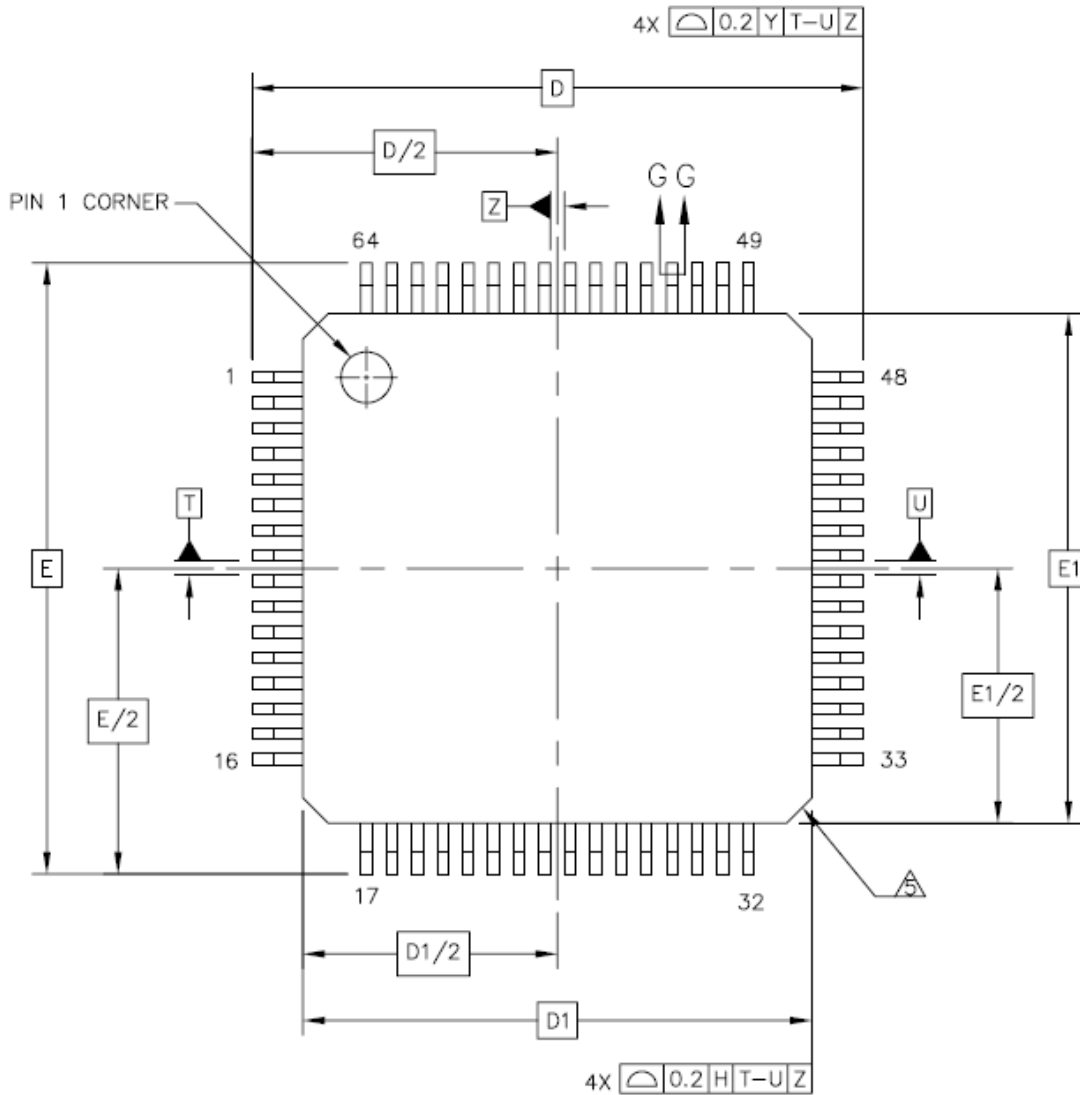 4X ⌓ 0.2 Y T-U Z
D
D/2
G G
Z
PIN 1 CORNER
64 49
1 48
T U
E E1
E/2 E1/2
16 33
17 32
5
D1/2
D1
4X ⌓ 0.2 H T-U Z